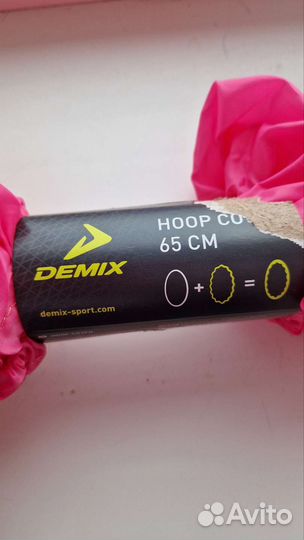 HOOP CO
65 CM
DEMIX
+ =
demix-sport.com
Avito